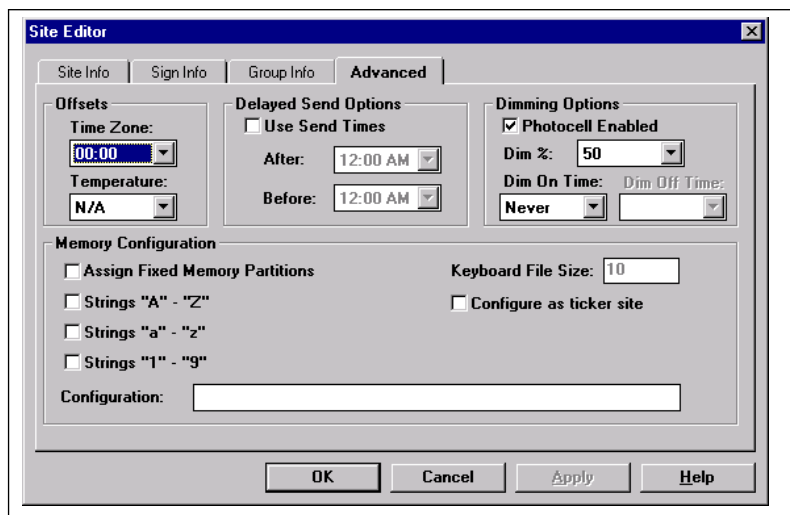 Site Editor
Site Info Sign Info Group Info Advanced
Offsets
Time Zone:
00:00
Temperature:
N/A
Delayed Send Options
Use Send Times
After: 12:00 AM
Before: 12:00 AM
Dimming Options
Photocell Enabled
Dim %: 50
Dim On Time: Dim Off Time:
Never
Memory Configuration
Assign Fixed Memory Partitions
Strings "A" - "Z"
Strings "a" - "z"
Strings "1" - "9"
Keyboard File Size: 10
Configure as ticker site
Configuration:
OK Cancel Apply Help